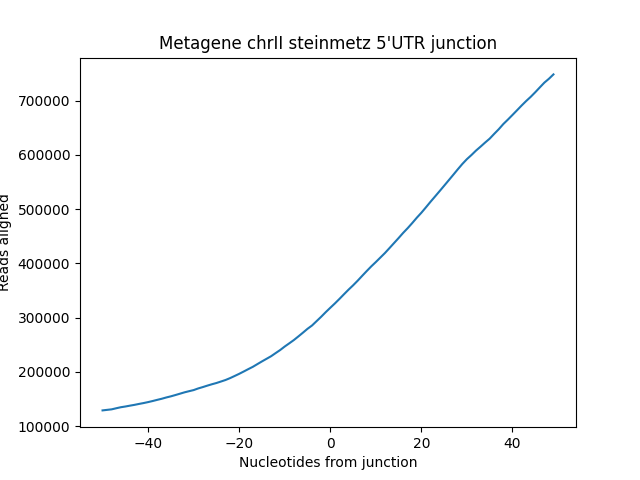 Metagene chrII steinmetz 5'UTR junction
700000
600000
500000
400000
300000
200000
100000
Reads aligned
−40 −20 0 20 40
Nucleotides from junction